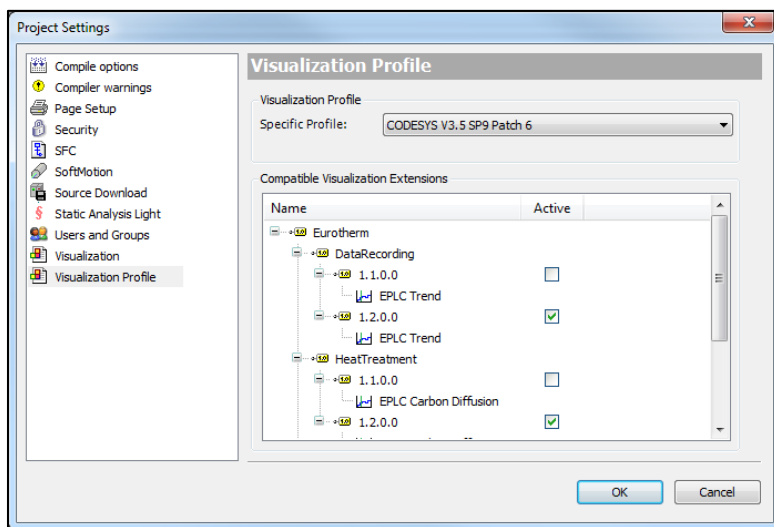 Project Settings
Compile options
Compiler warnings
Page Setup
Security
SFC
SoftMotion
Source Download
Static Analysis Light
Users and Groups
Visualization
Visualization Profile
Visualization Profile
Visualization Profile
Specific Profile: CODESYS V3.5 SP9 Patch 6
Compatible Visualization Extensions
Name Active
Eurotherm
DataRecording
1.1.0.0
EPLC Trend
1.2.0.0
EPLC Trend
HeatTreatment
1.1.0.0
EPLC Carbon Diffusion
1.2.0.0
OK Cancel